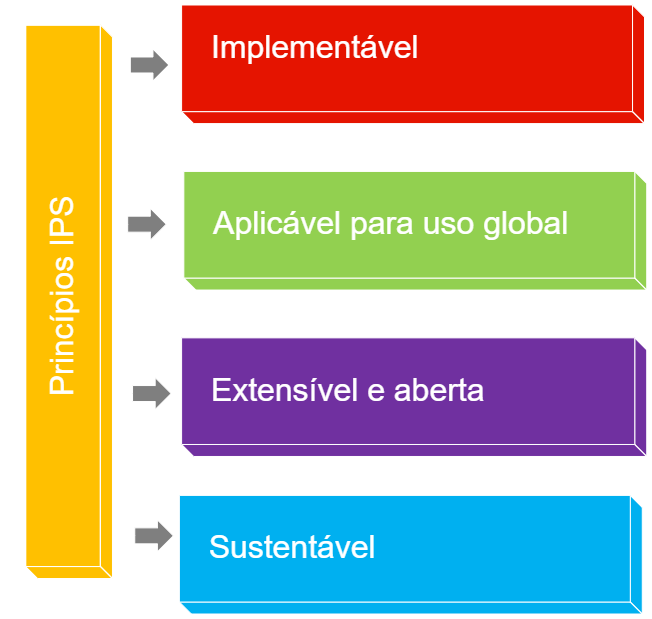 Princípios IPS
Implementável
Aplicável para uso global
Extensível e aberta
Sustentável